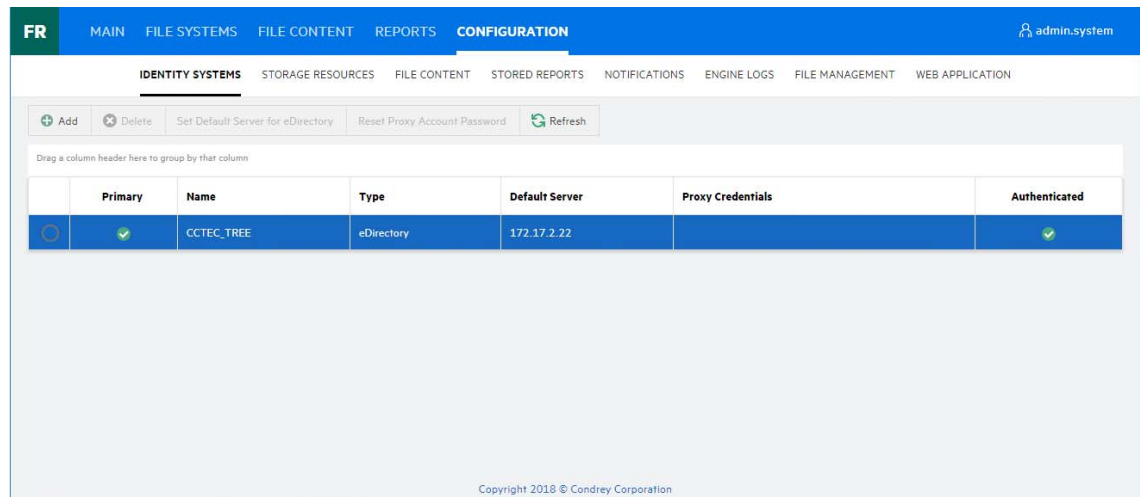 FR MAIN FILE SYSTEMS FILE CONTENT REPORTS CONFIGURATION admin.system
IDENTITY SYSTEMS STORAGE RESOURCES FILE CONTENT STORED REPORTS NOTIFICATIONS ENGINE LOGS FILE MANAGEMENT WEB APPLICATION
Add Delete Set Default Server for eDirectory Reset Proxy Account Password Refresh
Drag a column header here to group by that column
Primary Name Type Default Server Proxy Credentials Authenticated
CCTEC_TREE eDirectory 172.17.2.22
Copyright 2018 © Condrey Corporation